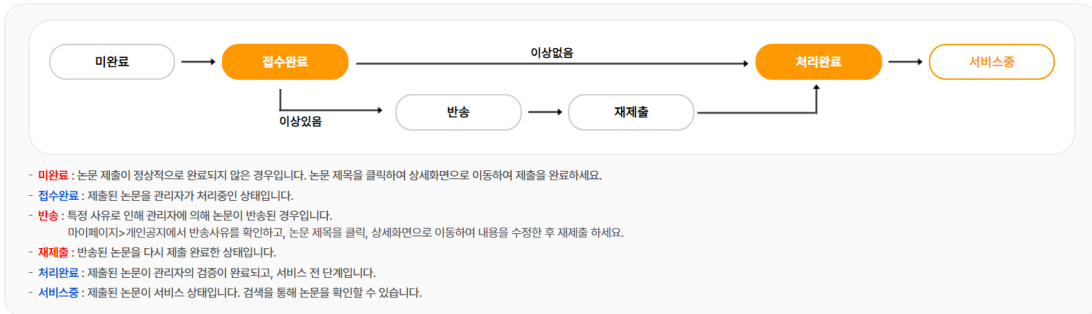 미완료
접수완료
이상없음
처리완료
서비스중
이상있음
반송
재제출
- 미완료 : 논문 제출이 정상적으로 완료되지 않은 경우입니다. 논문 제목을 클릭하여 상세화면으로 이동하여 제출을 완료하세요.
- 접수완료 : 제출된 논문을 관리자가 처리중인 상태입니다.
- 반송 : 특정 사유로 인해 관리자에 의해 논문이 반송된 경우입니다.
마이페이지>개인공지에서 반송사유를 확인하고, 논문 제목을 클릭, 상세화면으로 이동하여 내용을 수정한 후 재제출 하세요.
- 재제출 : 반송된 논문을 다시 제출 완료한 상태입니다.
- 처리완료 : 제출된 논문이 관리자의 검증이 완료되고, 서비스 전 단계입니다.
- 서비스중 : 제출된 논문이 서비스 상태입니다. 검색을 통해 논문을 확인할 수 있습니다.